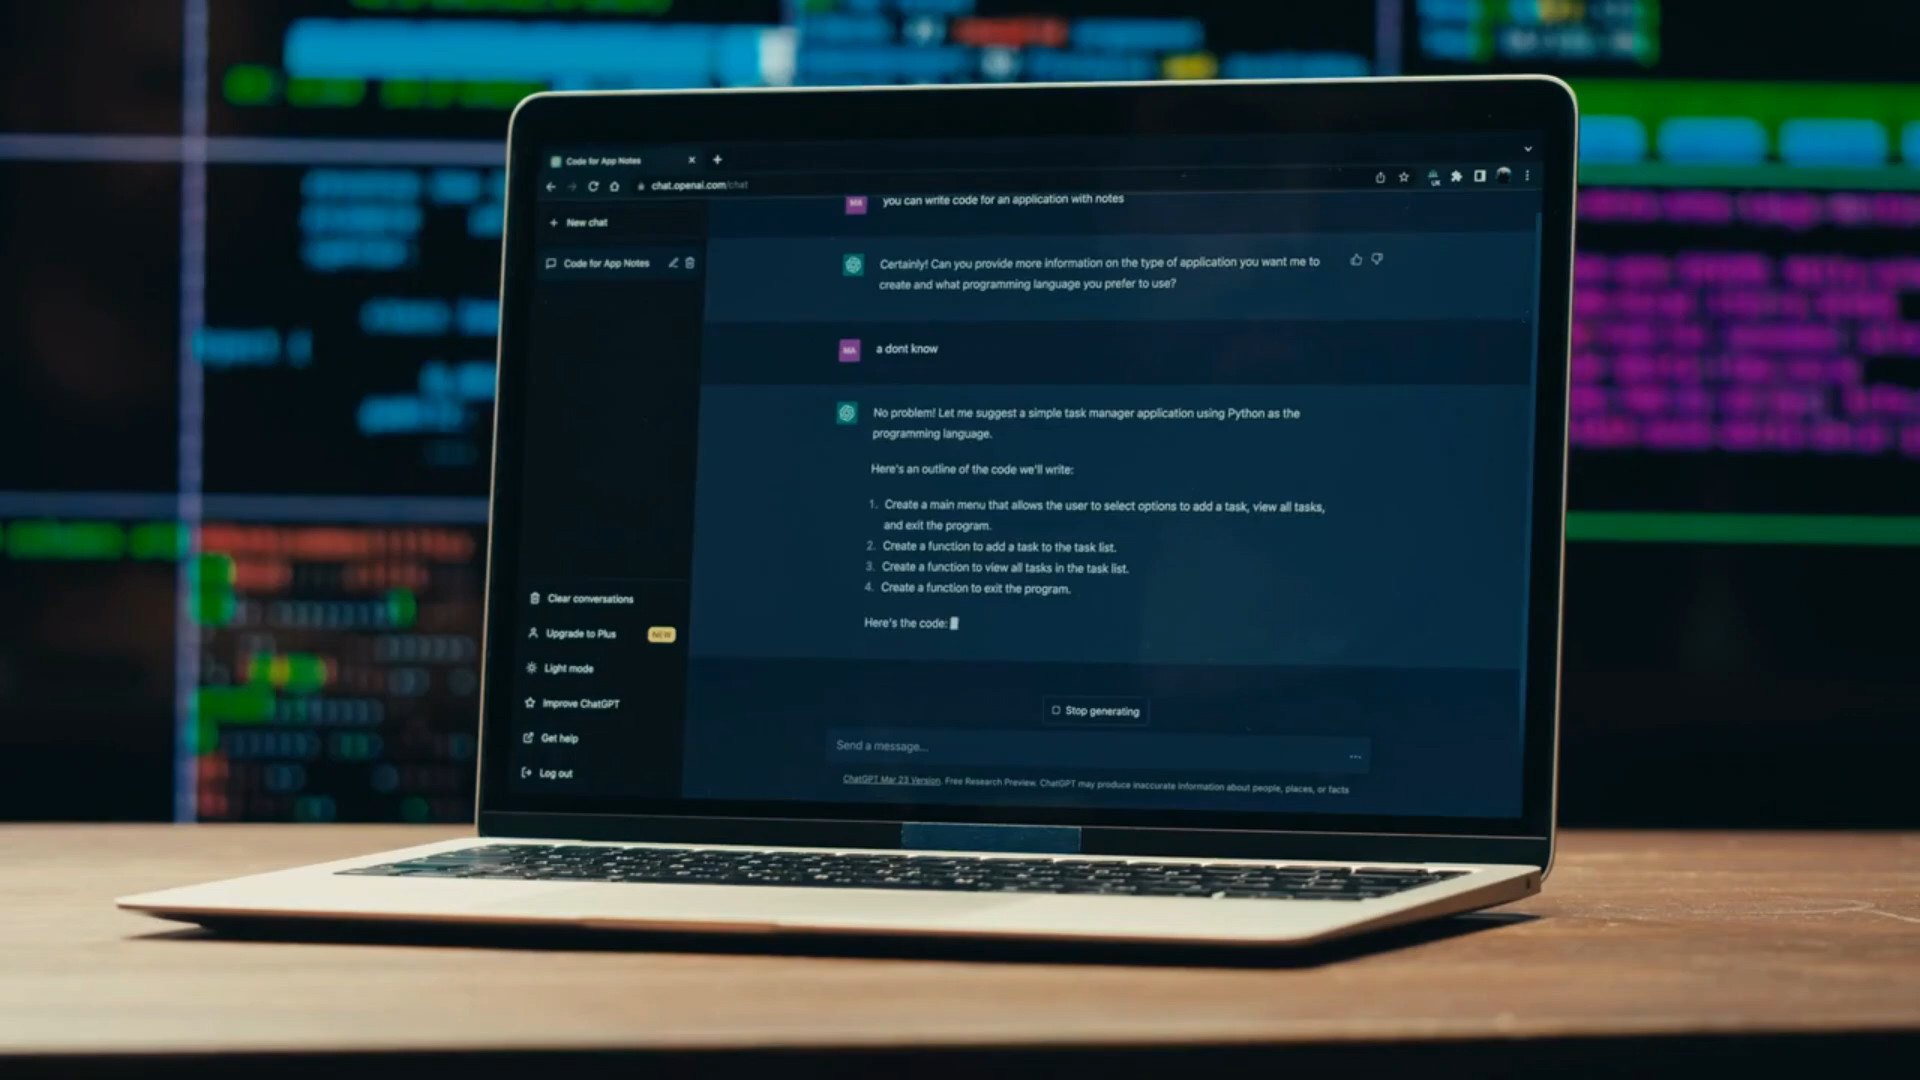 Code for App Notes
chat.openai.com/chat
New chat
Code for App Notes
MA you can write code for an application with notes
Certainly! Can you provide more information on the type of application you want me to
create and what programming language you prefer to use?
MA a dont know
No problem! Let me suggest a simple task manager application using Python as the
programming language.
Here's an outline of the code we'll write:
1. Create a main menu that allows the user to select options to add a task, view all tasks,
and exit the program.
2. Create a function to add a task to the task list.
3. Create a function to view all tasks in the task list.
4. Create a function to exit the program.
Here's the code:
Clear conversations
Upgrade to Plus NEW
Light mode
Improve ChatGPT
Get help
Log out
Stop generating
Send a message...
ChatGPT Mar 23 Version. Free Research Preview. ChatGPT may produce inaccurate information about people, places, or facts